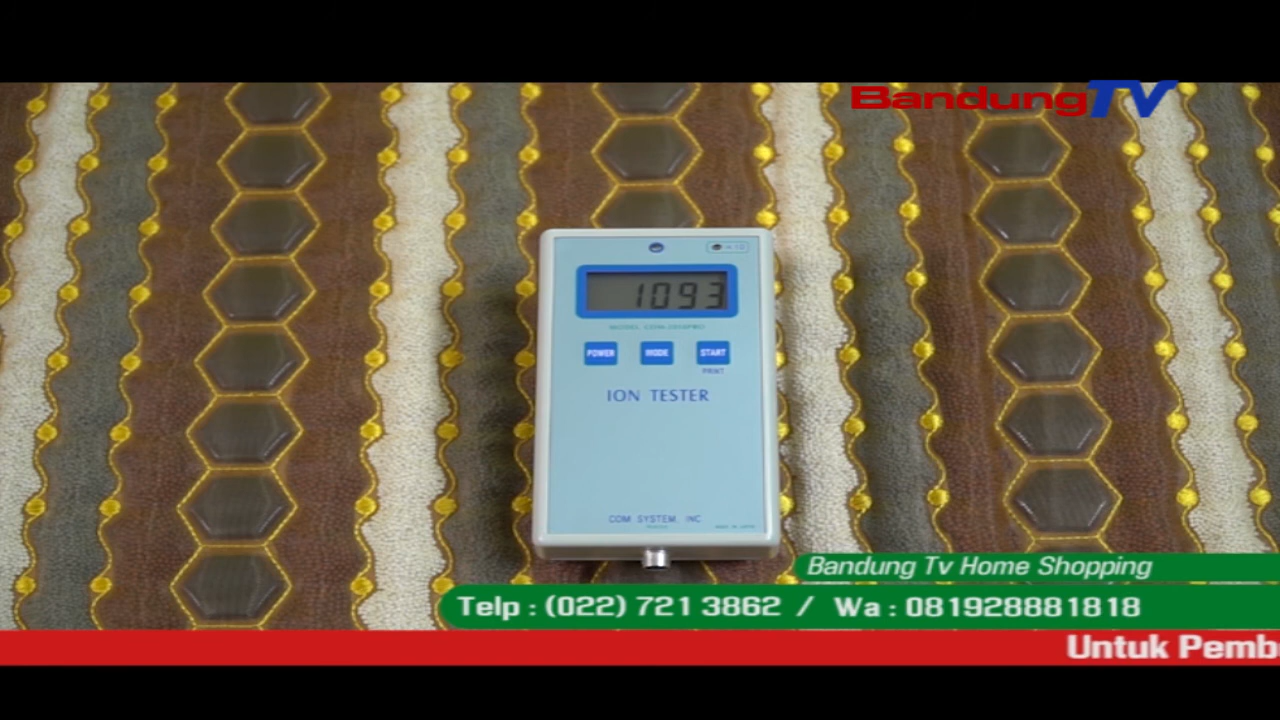 BandungTV
× 10
1093
POWER
MODE
START
PRINT
ION TESTER
COM SYSTEM, INC
Bandung Tv Home Shopping
Telp : (022) 721 3862 / Wa : 081928881818
Untuk Pemb